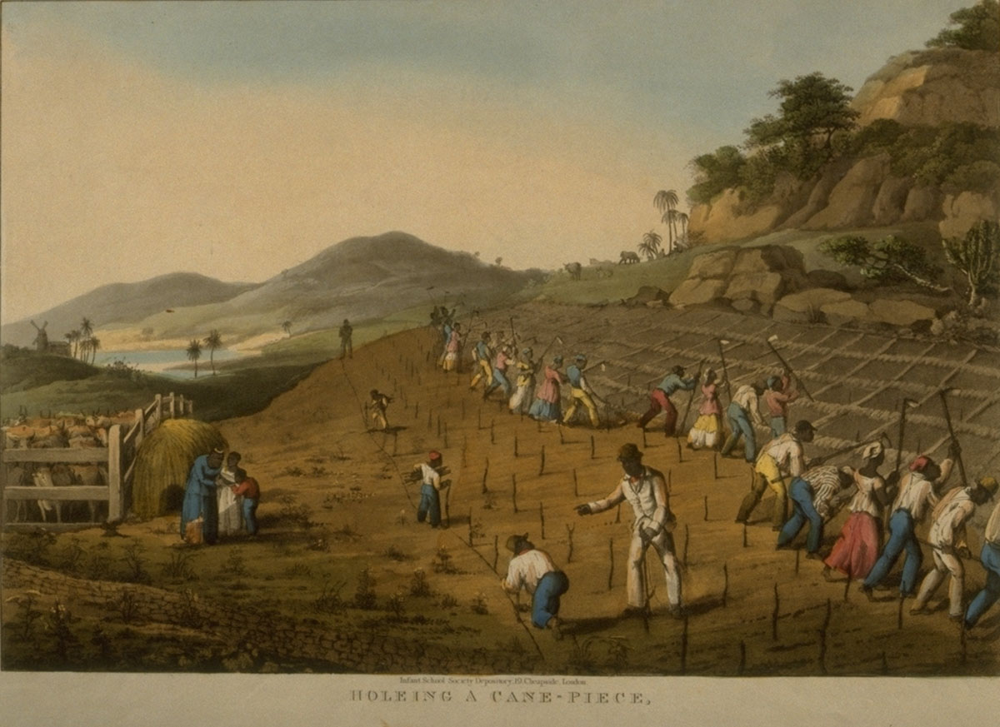 Infant School Society Depository, 19, Cheapside, London.
HOLEING A CANE-PIECE,